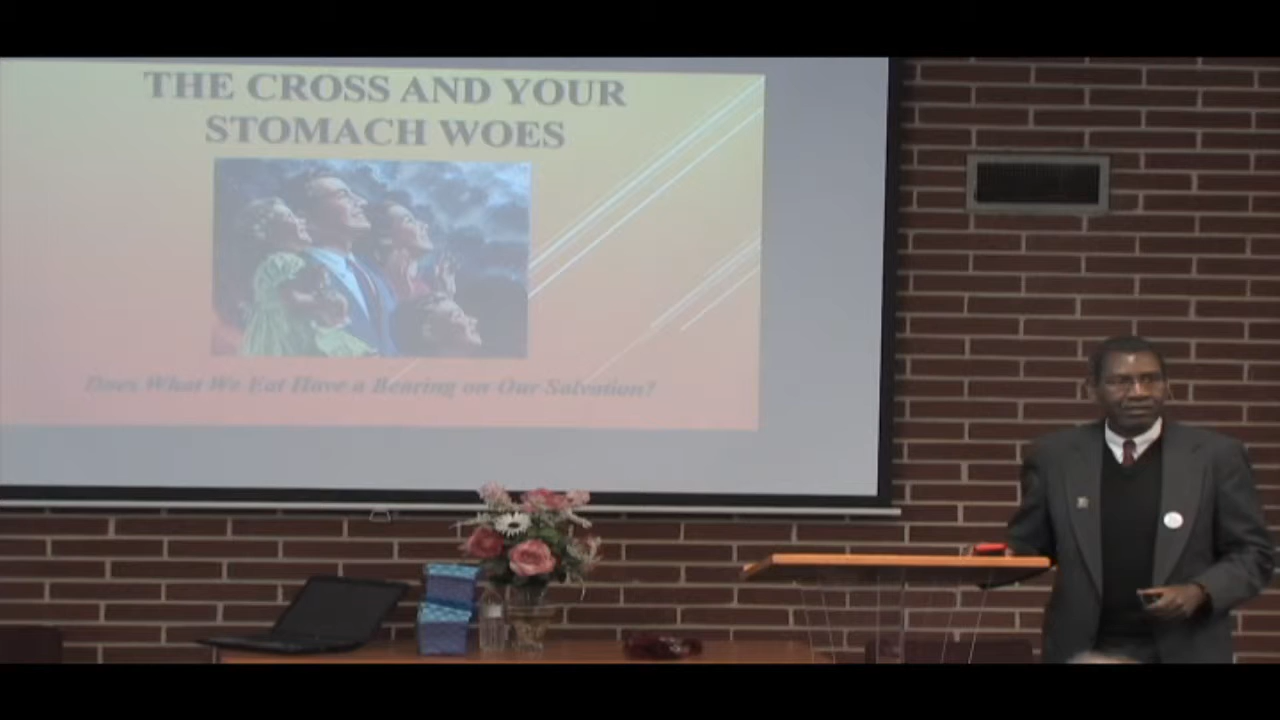 THE CROSS AND YOUR
STOMACH WOES
Does What We Eat Have a Bearing on Our Salvation?